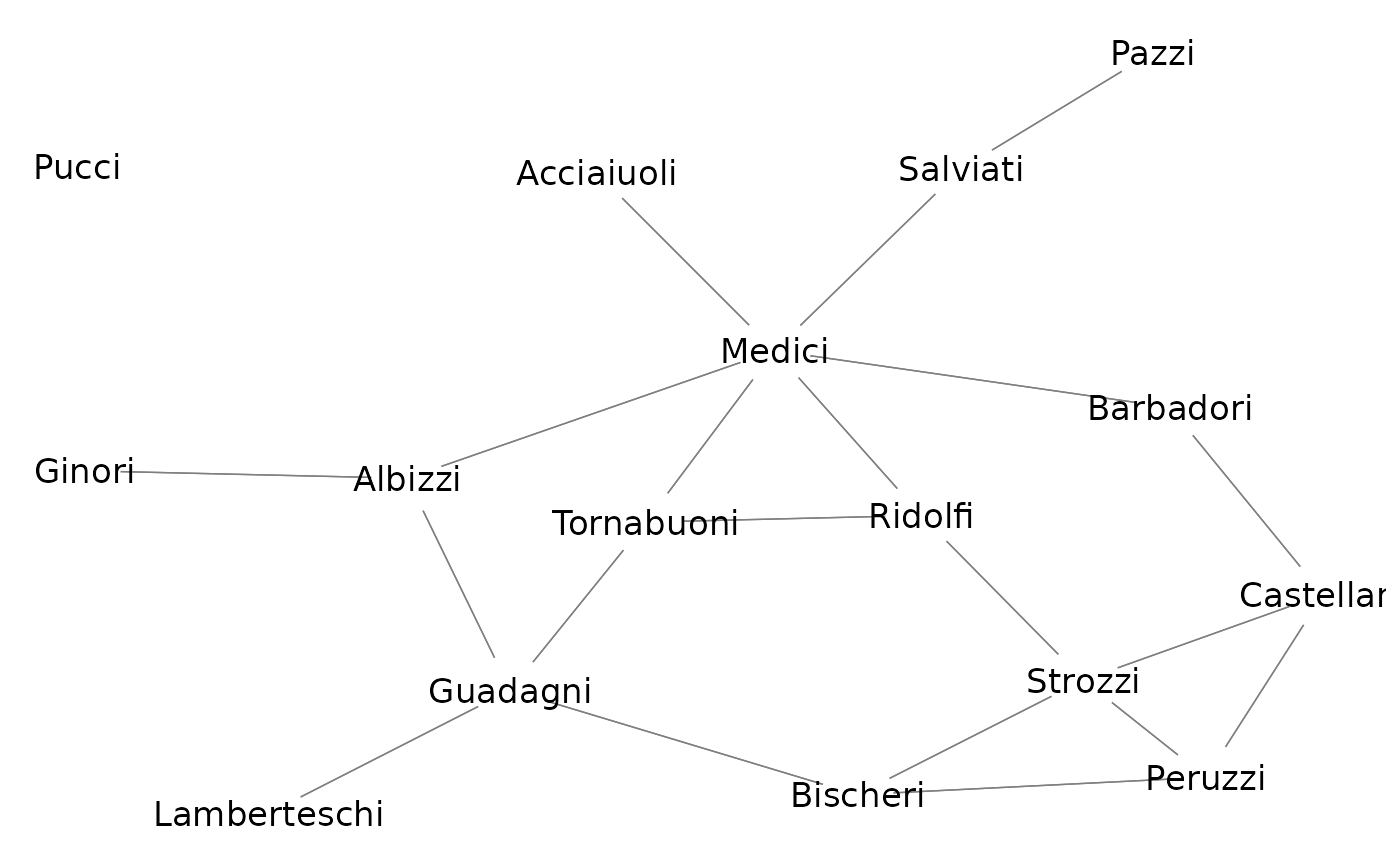 Pazzi
Pucci
Acciaiuoli
Salviati
Medici
Barbadori
Ginori
Albizzi
Tornabuoni
Ridolfi
Castellar
Guadagni
Strozzi
Lamberteschi
Bischeri
Peruzzi